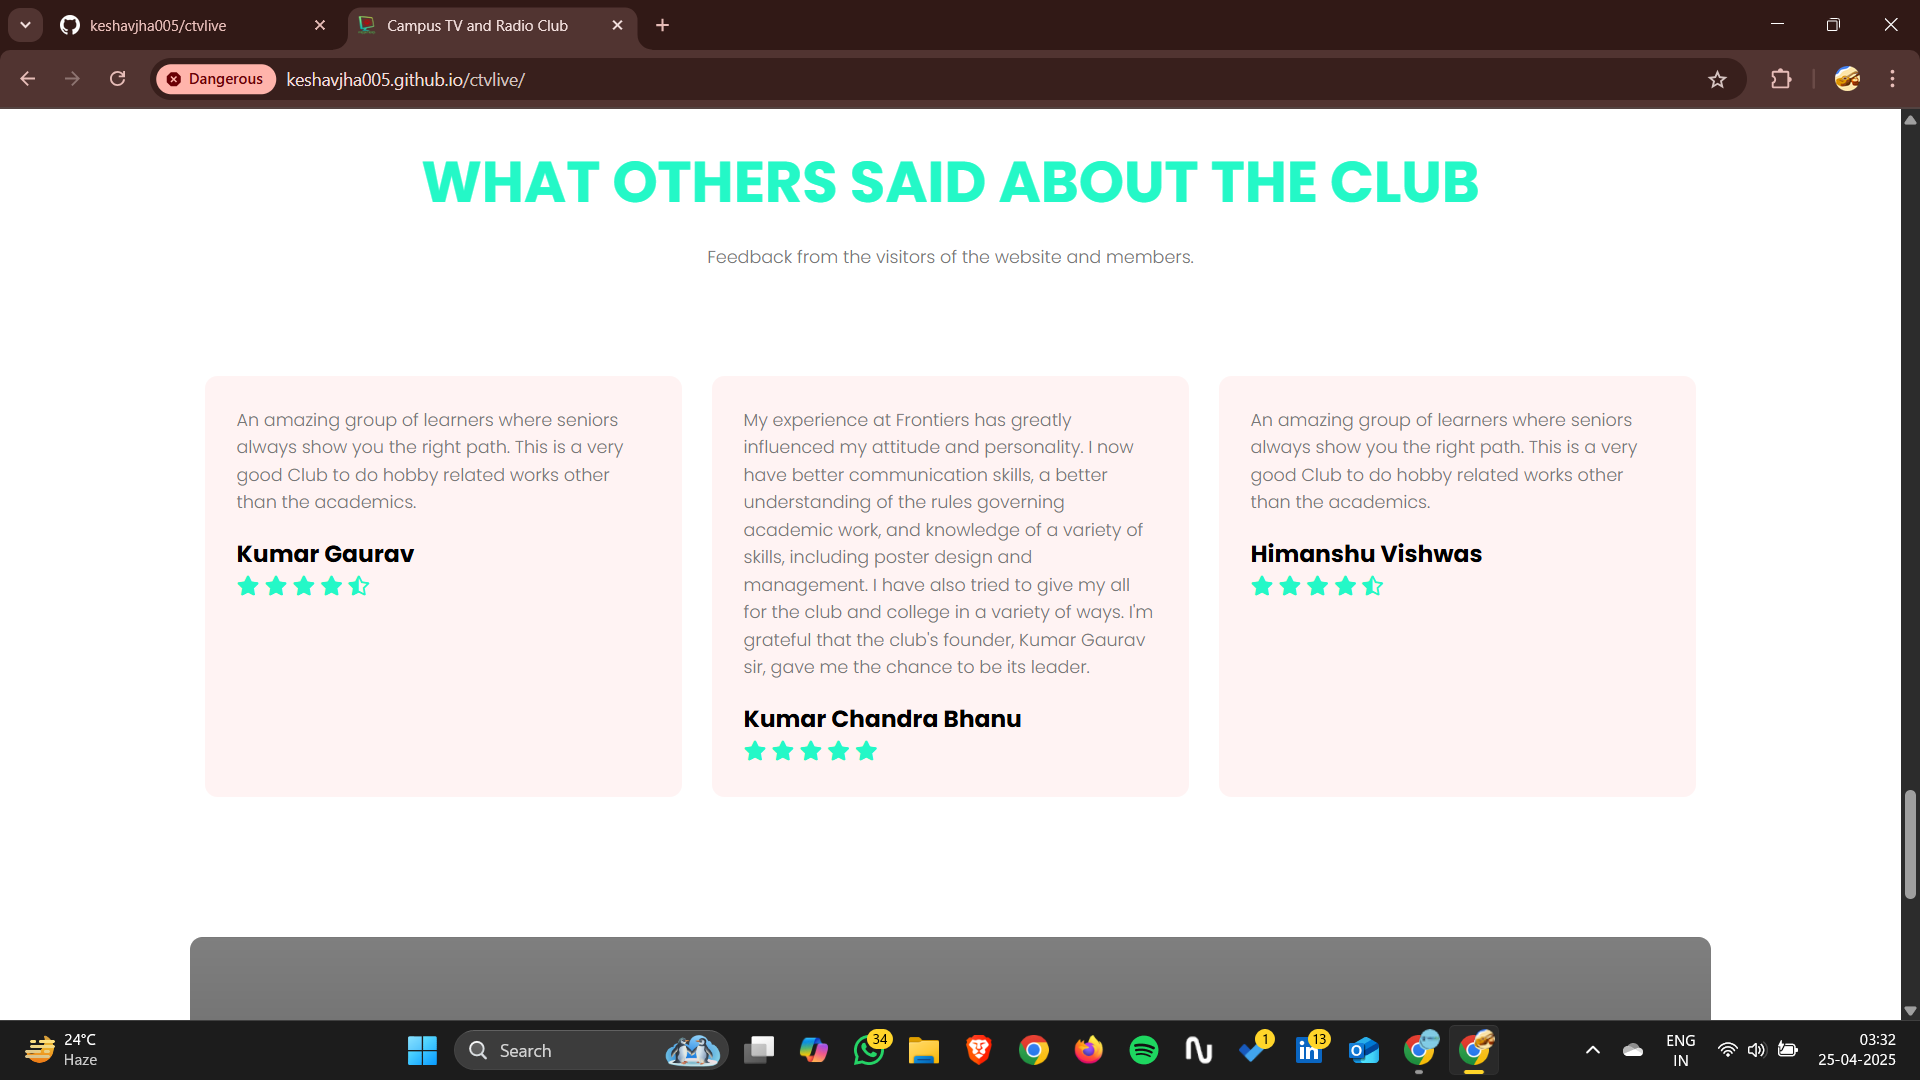 keshavjha005/ctvlive
Campus TV and Radio Club
Dangerous
keshavjha005.github.io/ctvlive/
WHAT OTHERS SAID ABOUT THE CLUB
Feedback from the visitors of the website and members.
An amazing group of learners where seniors
always show you the right path. This is a very
good Club to do hobby related works other
than the academics.
Kumar Gaurav
My experience at Frontiers has greatly
influenced my attitude and personality. I now
have better communication skills, a better
understanding of the rules governing
academic work, and knowledge of a variety of
skills, including poster design and
management. I have also tried to give my all
for the club and college in a variety of ways. I'm
grateful that the club's founder, Kumar Gaurav
sir, gave me the chance to be its leader.
Kumar Chandra Bhanu
An amazing group of learners where seniors
always show you the right path. This is a very
good Club to do hobby related works other
than the academics.
Himanshu Vishwas
24°C
Haze
Search
34
1
13
ENG
IN
03:32
25-04-2025